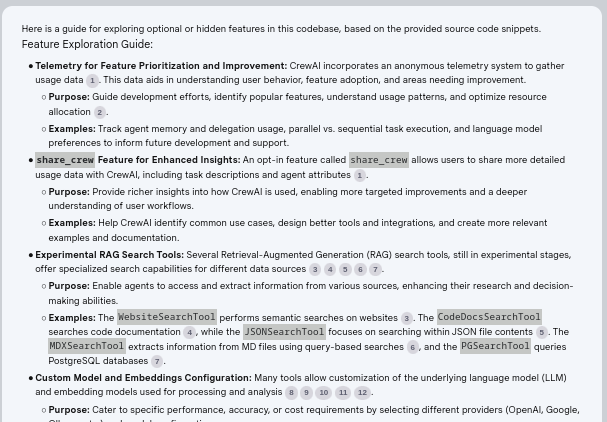 Here is a guide for exploring optional or hidden features in this codebase, based on the provided source code snippets.
Feature Exploration Guide:
• Telemetry for Feature Prioritization and Improvement: CrewAI incorporates an anonymous telemetry system to gather
usage data 1. This data aids in understanding user behavior, feature adoption, and areas needing improvement.
○ Purpose: Guide development efforts, identify popular features, understand usage patterns, and optimize resource
allocation 2.
○ Examples: Track agent memory and delegation usage, parallel vs. sequential task execution, and language model
preferences to inform future development and support.
• share_crew Feature for Enhanced Insights: An opt-in feature called share_crew allows users to share more detailed
usage data with CrewAI, including task descriptions and agent attributes 1.
○ Purpose: Provide richer insights into how CrewAI is used, enabling more targeted improvements and a deeper
understanding of user workflows.
○ Examples: Help CrewAI identify common use cases, design better tools and integrations, and create more relevant
examples and documentation.
• Experimental RAG Search Tools: Several Retrieval-Augmented Generation (RAG) search tools, still in experimental stages,
offer specialized search capabilities for different data sources 3 4 5 6 7.
○ Purpose: Enable agents to access and extract information from various sources, enhancing their research and decision-
making abilities.
○ Examples: The WebsiteSearchTool performs semantic searches on websites 3. The CodeDocsSearchTool
searches code documentation 4, while the JSONSearchTool focuses on searching within JSON file contents 5. The
MDXSearchTool extracts information from MD files using query-based searches 6, and the PGSearchTool queries
PostgreSQL databases 7.
• Custom Model and Embeddings Configuration: Many tools allow customization of the underlying language model (LLM)
and embedding models used for processing and analysis 8 9 10 11 12.
○ Purpose: Cater to specific performance, accuracy, or cost requirements by selecting different providers (OpenAI, Google,